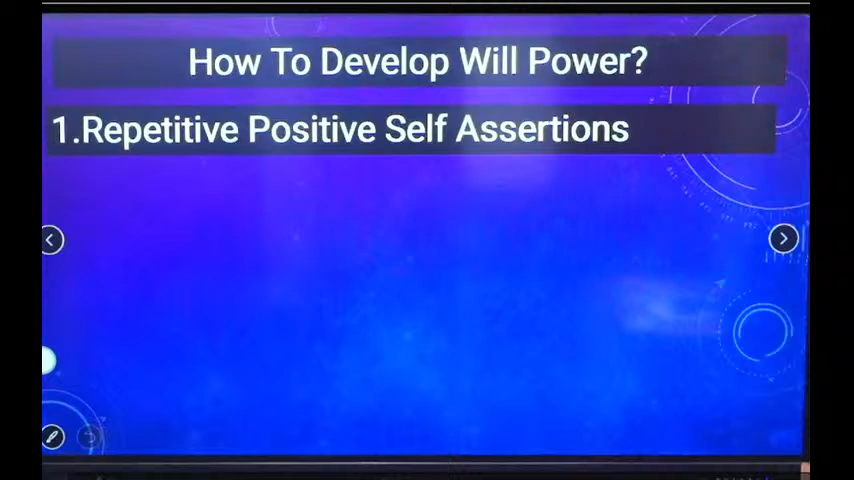 How To Develop Will Power?
1.Repetitive Positive Self Assertions